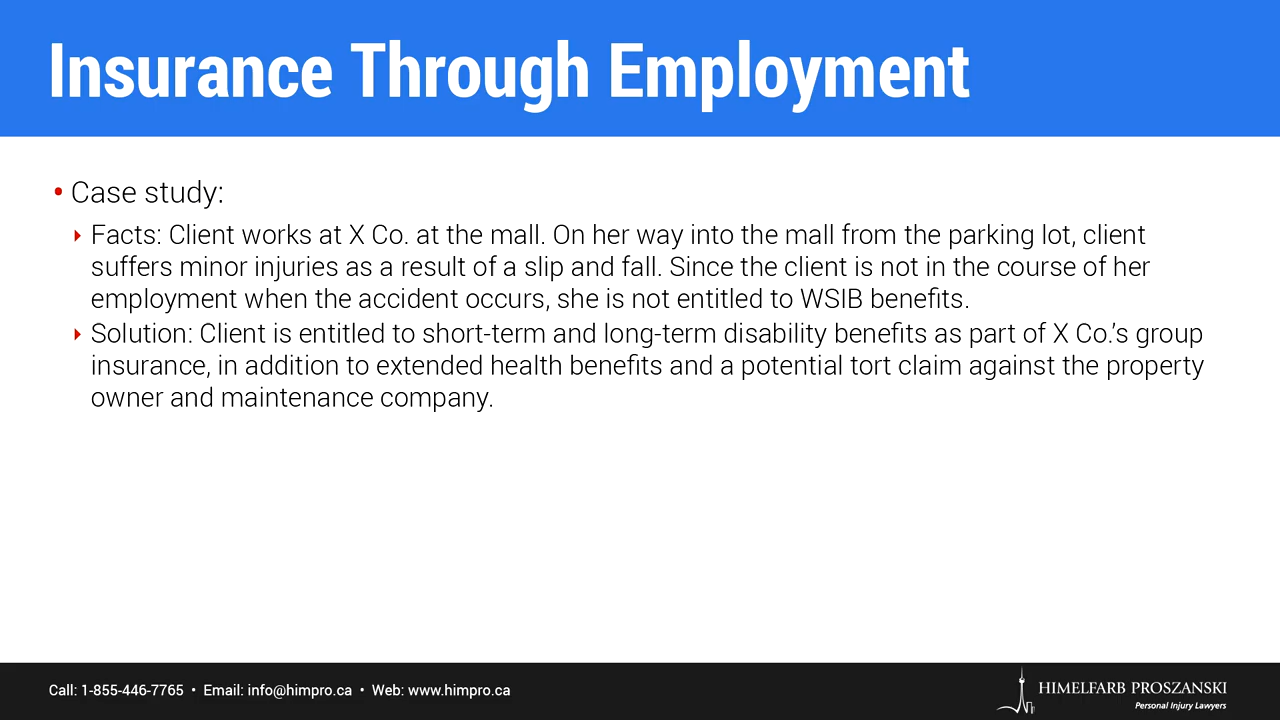 Insurance Through Employment
• Case study:
Facts: Client works at X Co. at the mall. On her way into the mall from the parking lot, client
suffers minor injuries as a result of a slip and fall. Since the client is not in the course of her
employment when the accident occurs, she is not entitled to WSIB benefits.
Solution: Client is entitled to short-term and long-term disability benefits as part of X Co.’s group
insurance, in addition to extended health benefits and a potential tort claim against the property
owner and maintenance company.
Call: 1-855-446-7765 • Email: info@himpro.ca • Web: www.himpro.ca
HIMELFARB PROSZANSKI
Personal Injury Lawyers